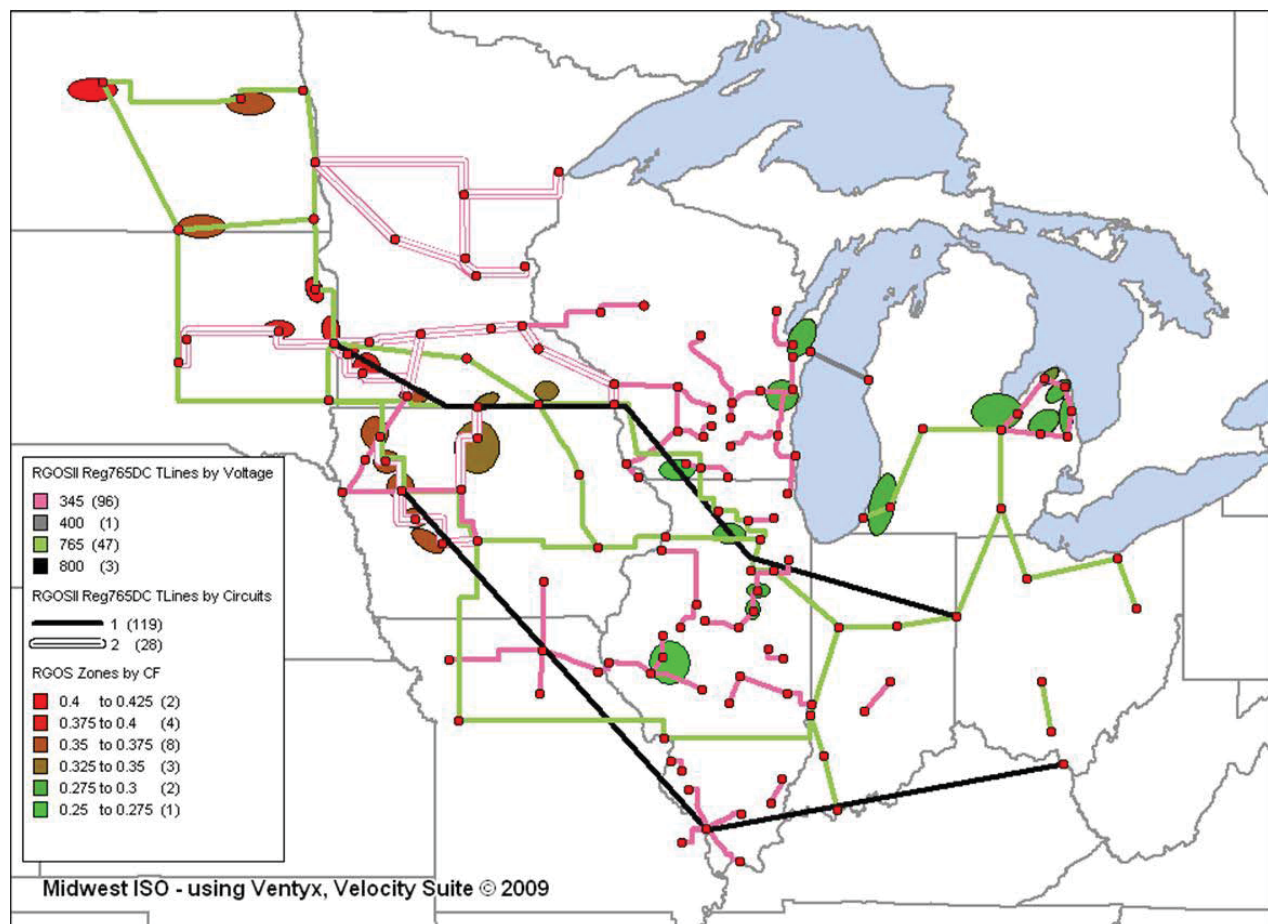 RGOSII Reg765DC TLines by Voltage
345 (96)
400 (1)
765 (47)
800 (3)
RGOSII Reg765DC TLines by Circuits
1 (119)
2 (28)
RGOS Zones by CF
0.4 to 0.425 (2)
0.375 to 0.4 (4)
0.35 to 0.375 (8)
0.325 to 0.35 (3)
0.275 to 0.3 (2)
0.25 to 0.275 (1)
Midwest ISO - using Ventyx, Velocity Suite © 2009